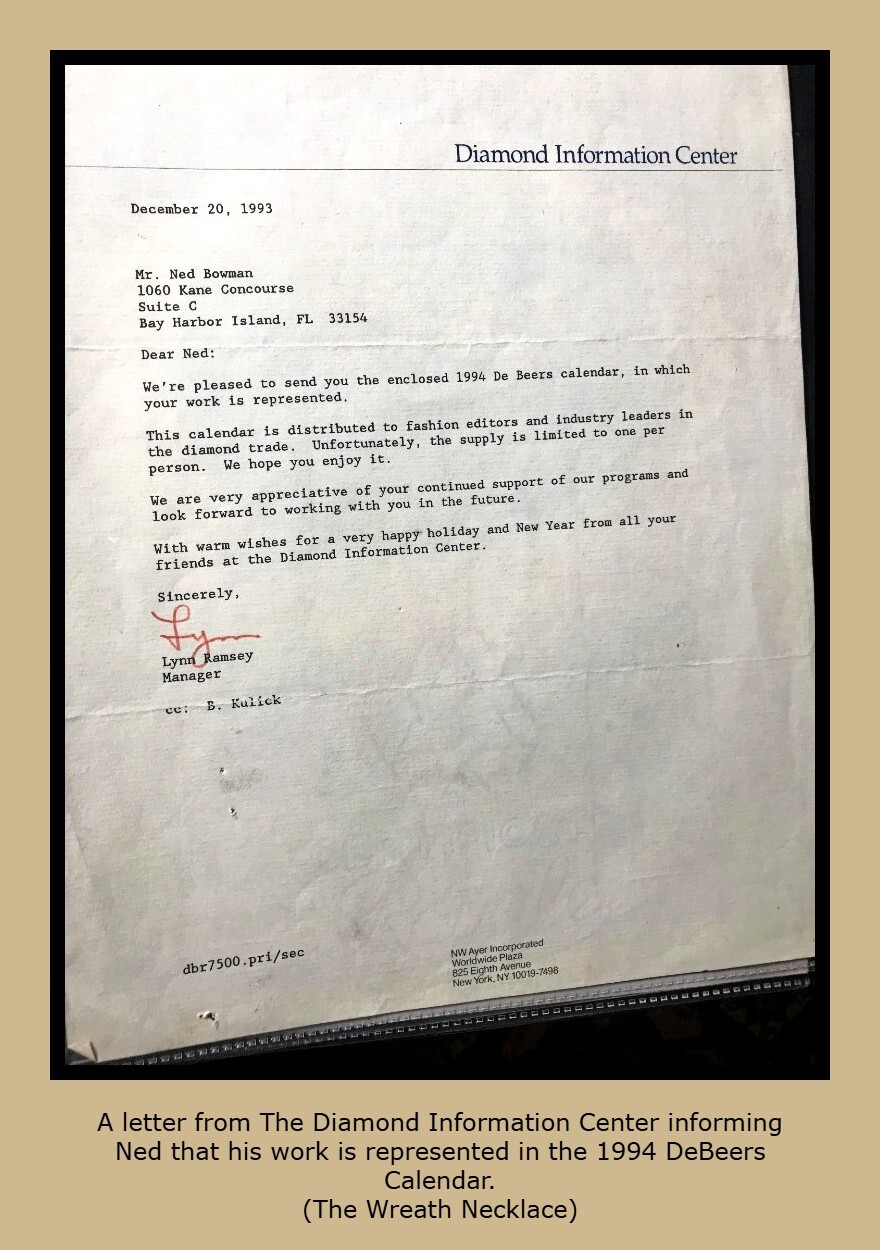 Diamond Information Center
December 20, 1993
Mr. Ned Bowman
1060 Kane Concourse
Suite C
Bay Harbor Island, FL  33154
Dear Ned:
We're pleased to send you the enclosed 1994 De Beers calendar, in which
your work is represented.
This calendar is distributed to fashion editors and industry leaders in
the diamond trade.  Unfortunately, the supply is limited to one per
person.  We hope you enjoy it.
We are very appreciative of your continued support of our programs and
look forward to working with you in the future.
With warm wishes for a very happy holiday and New Year from all your
friends at the Diamond Information Center.
Sincerely,
Lynn
Lynn Ramsey
Manager
cc:  B. Kulick
dbr7500.pri/sec
NW Ayer Incorporated
Worldwide Plaza
825 Eighth Avenue
New York, NY 10019-7498
A letter from The Diamond Information Center informing
Ned that his work is represented in the 1994 DeBeers
Calendar.
(The Wreath Necklace)